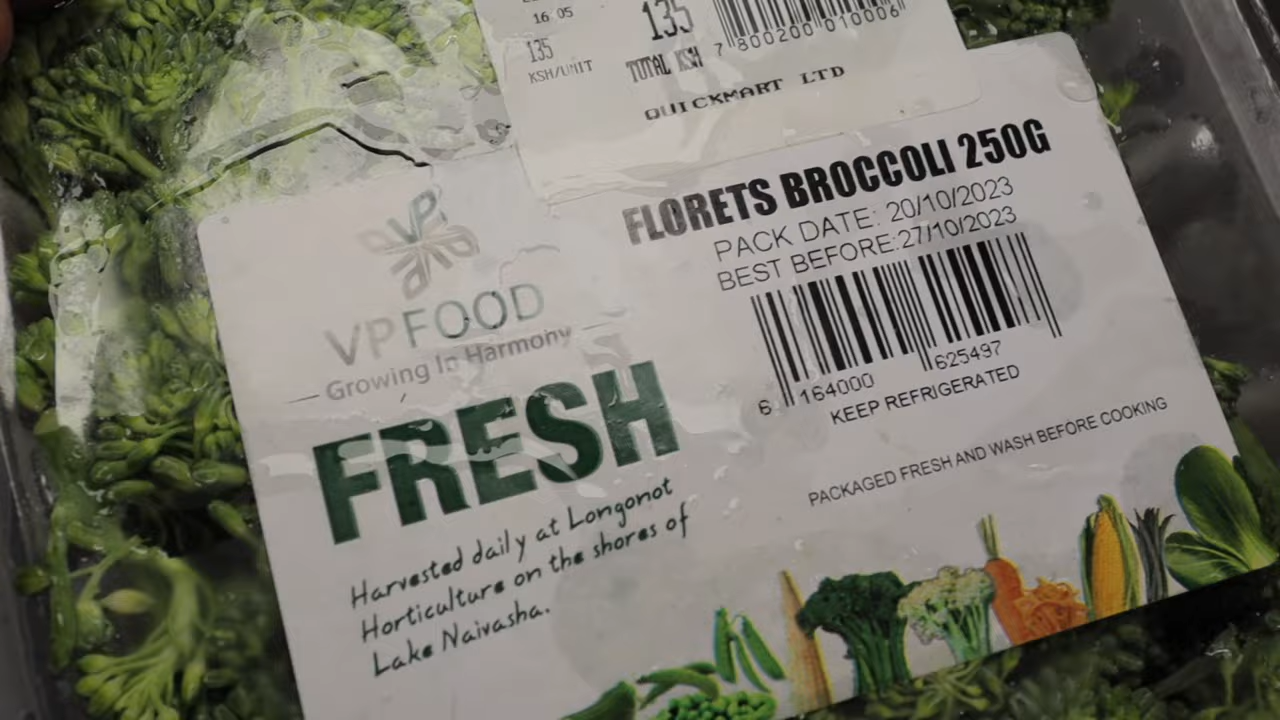 16:05
135
KSH/UNIT
135
TOTAL KSH
7 800200 010006
QUICKMART LTD
FLORETS BROCCOLI 250G
PACK DATE: 20/10/2023
BEST BEFORE:27/10/2023
6 164000 625497
KEEP REFRIGERATED
PACKAGED FRESH AND WASH BEFORE COOKING
VP
VPFOOD
Growing In Harmony
FRESH
Harvested daily at Longonot
Horticulture on the shores of
Lake Naivasha.